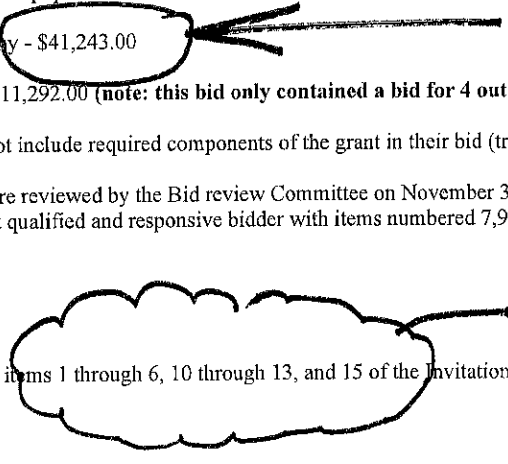 y - $41,243.00
11,292.00 (note: this bid only contained a bid for 4 out
ot include required components of the grant in their bid (tr
re reviewed by the Bid review Committee on November 3
qualified and responsive bidder with items numbered 7,9
items 1 through 6, 10 through 13, and 15 of the Invitation